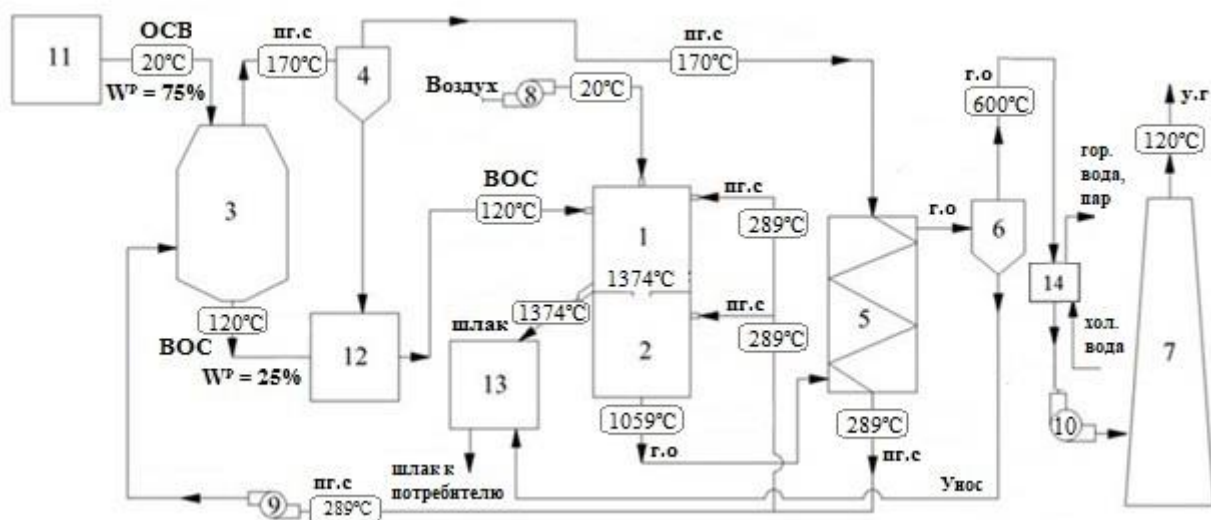 ОСВ
пг.с
пг.с
11
20°С
170°С
4
170°С
г.о
Wᵖ = 75%
Воздух
8
20°С
600°С
у.г
120°С
гор.
вода,
пар
3
ВОС
120°С
пг.с
1
289°С
г.о
6
1374°С
1374°С
14
шлак
пг.с
5
хол.
вода
120°С
ВОС
12
2
289°С
7
Wᵖ = 25%
13
1059°С
289°С
10
г.о
пг.с
шлак к
потребителю
Унос
9
пг.с
289°С